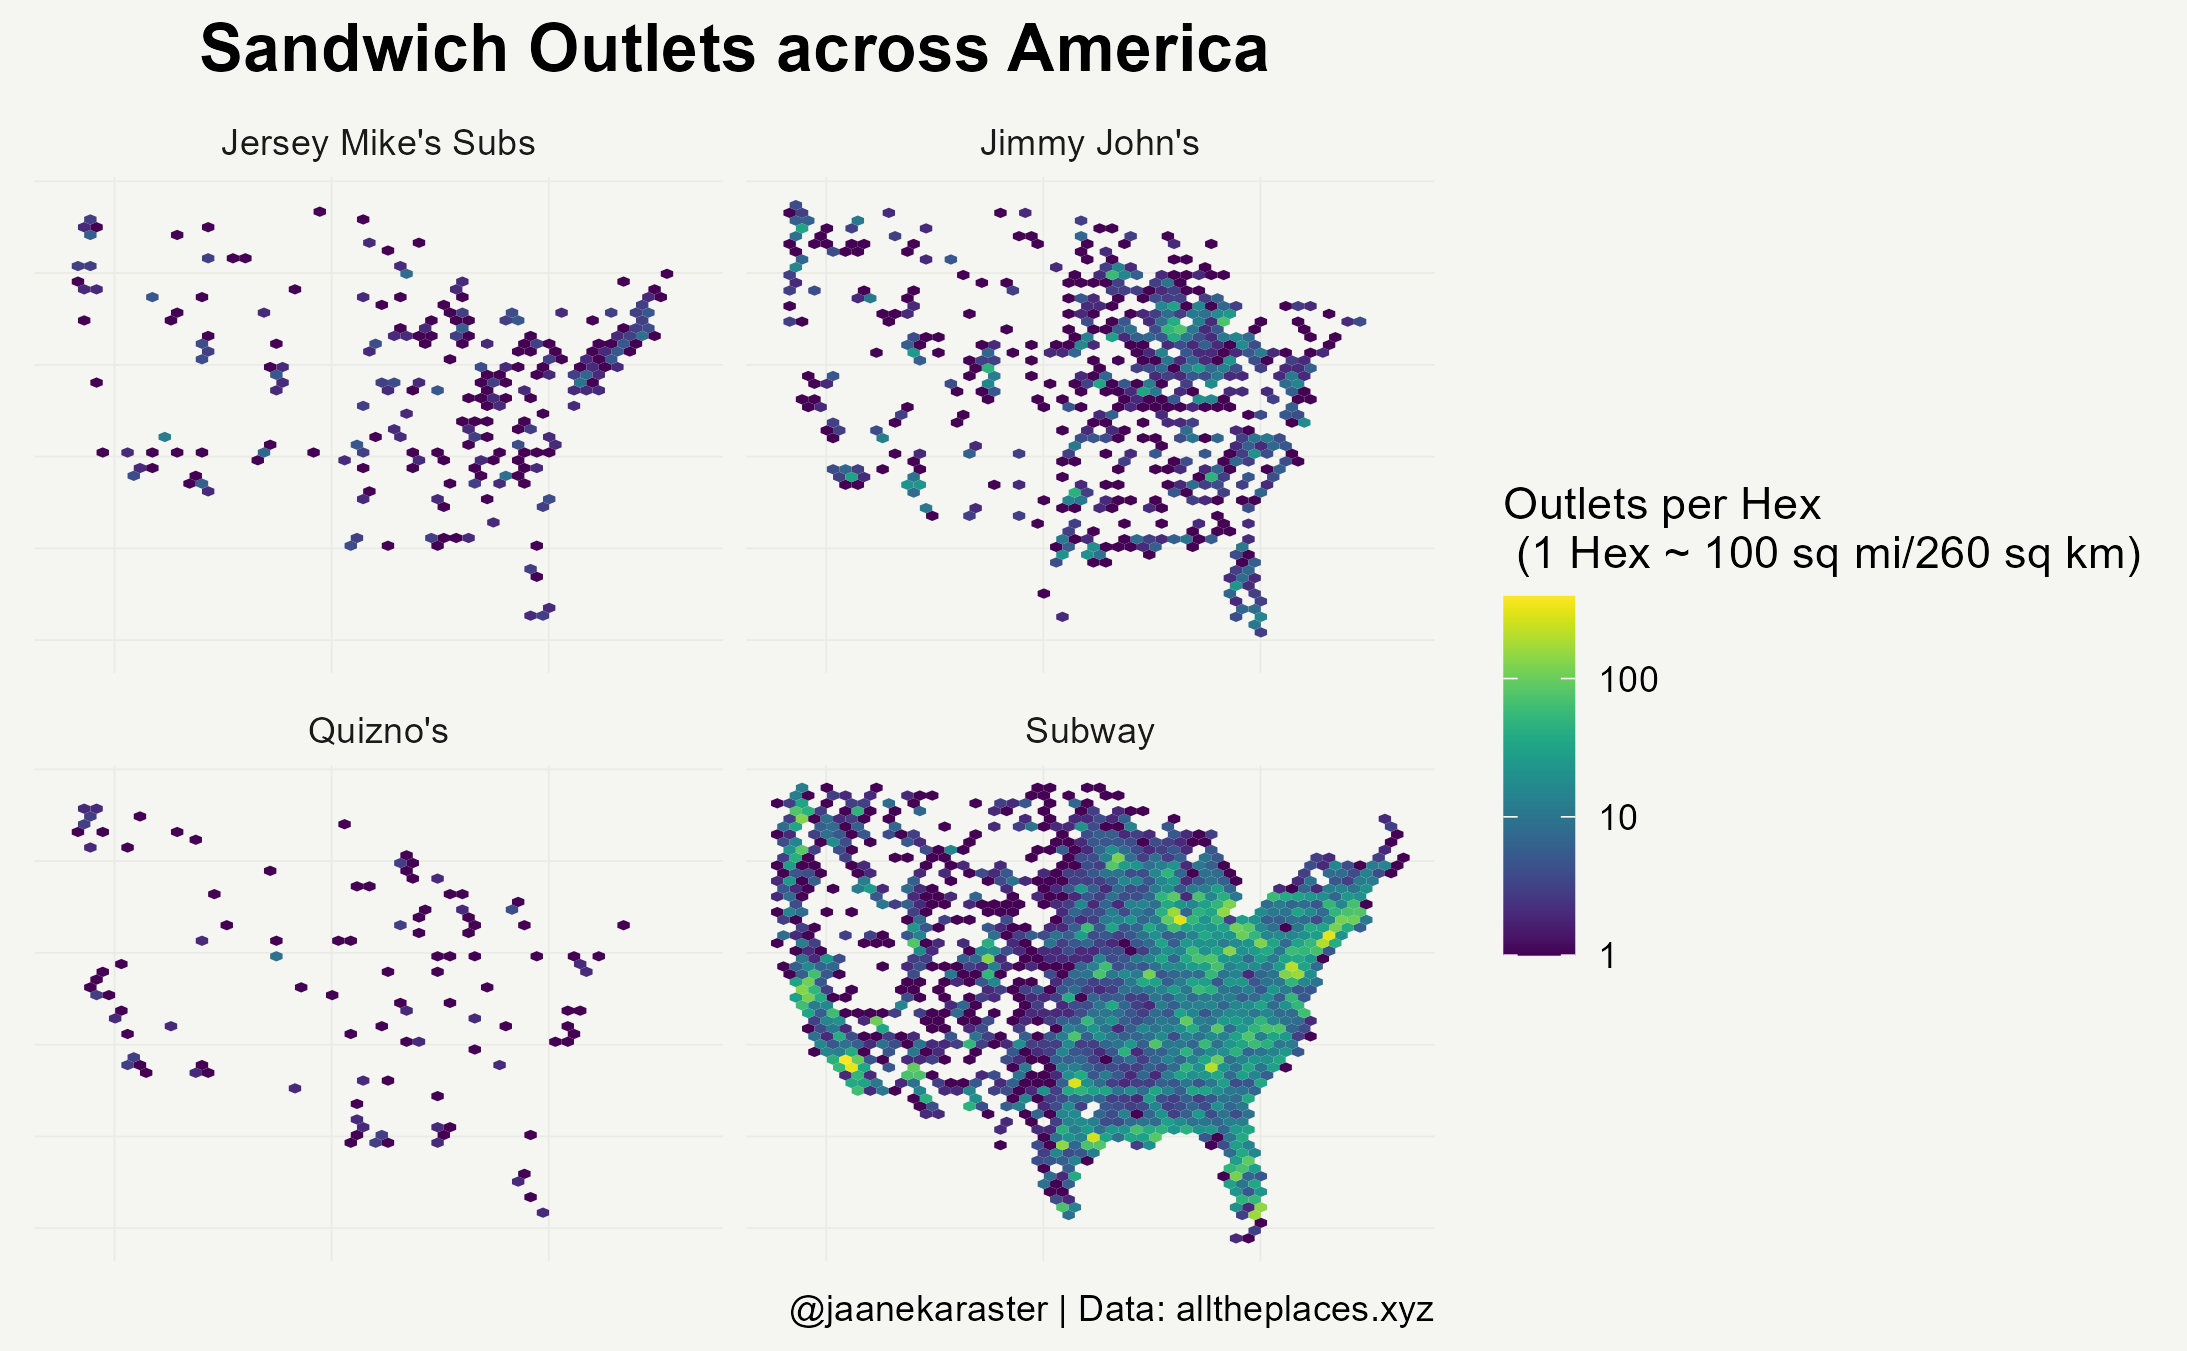 Sandwich Outlets across America
Jersey Mike's Subs
Jimmy John's
Quizno's
Subway
Outlets per Hex
(1 Hex ~ 100 sq mi/260 sq km)
100
10
1
@jaanekaraster | Data: alltheplaces.xyz